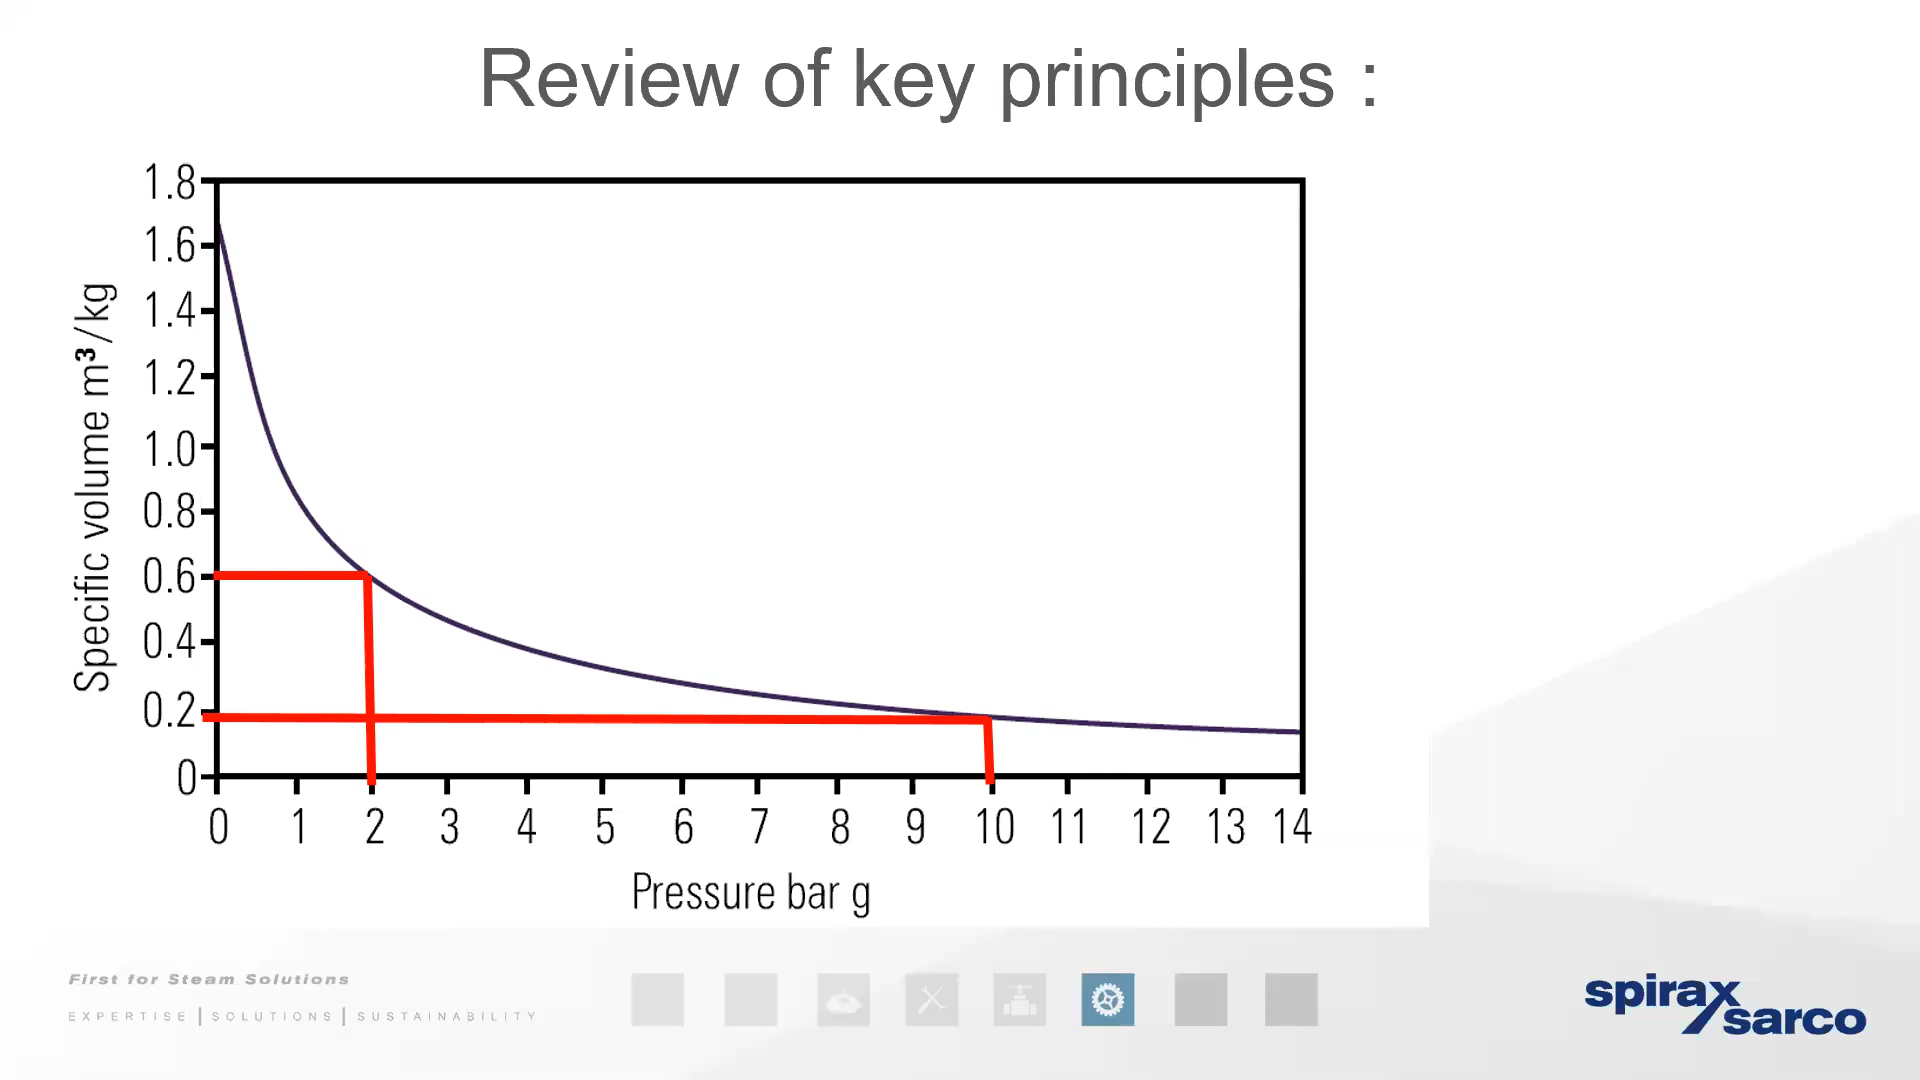 Review of key principles :
1.8
1.6
1.4
1.2
1.0
0.8
0.6
0.4
0.2
0
Specific volume m³/kg
0 1 2 3 4 5 6 7 8 9 10 11 12 13 14
Pressure bar g
First for Steam Solutions
EXPERTISE | SOLUTIONS | SUSTAINABILITY
spirax
sarco